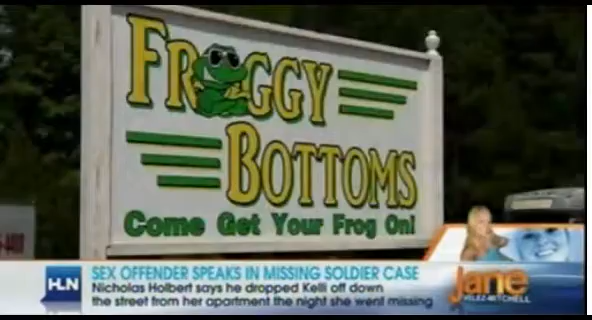 FROGGY
BOTTOMS
Come Get Your Frog On!
HLN
SEX OFFENDER SPEAKS IN MISSING SOLDIER CASE
Nicholas Holbert says he dropped Kelli off down
the street from her apartment the night she went missing
Jane
VELEZ-MITCHELL